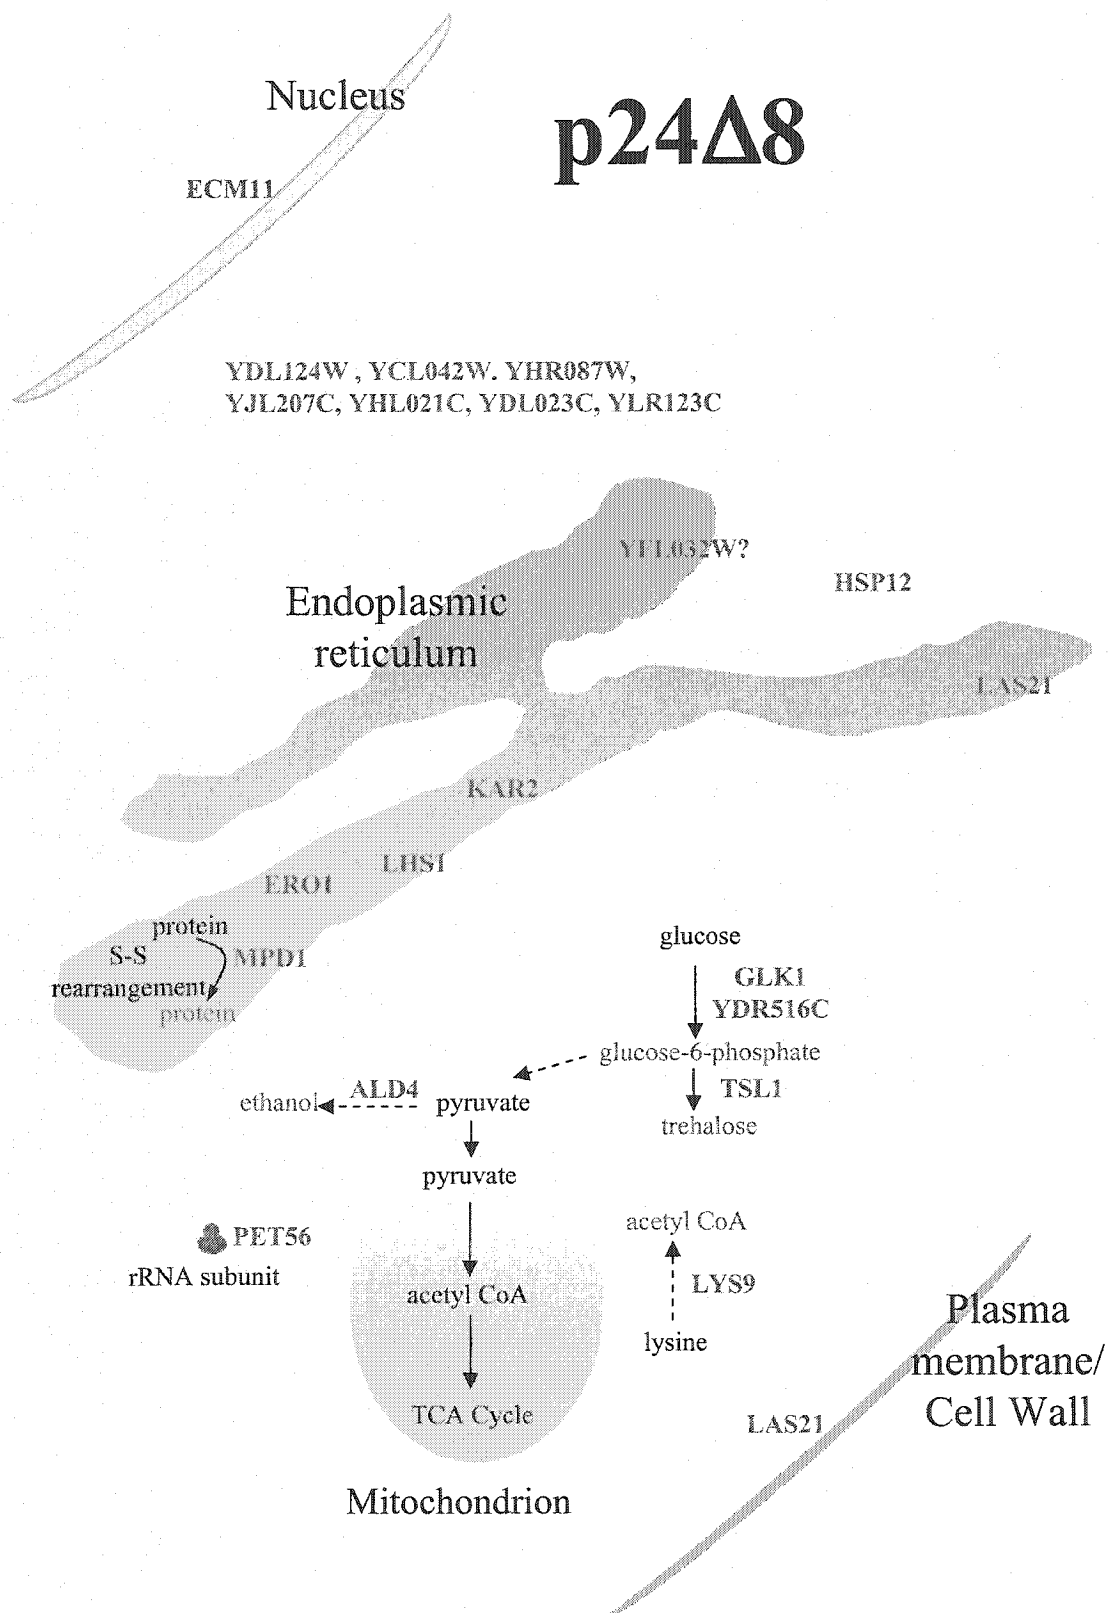 Nucleus
p24Δ8
ECM11
YDL124W , YCL042W. YHR087W,
YJL207C, YHL021C, YDL023C, YLR123C
YFL032W?
HSP12
Endoplasmic
reticulum
LAS21
KAR2
LHS1
ERO1
protein
S-S
MPD1
rearrangement
protein
glucose
GLK1
YDR516C
glucose-6-phosphate
TSL1
trehalose
ALD4
ethanol
pyruvate
pyruvate
acetyl CoA
PET56
rRNA subunit
LYS9
acetyl CoA
lysine
Plasma
membrane/
Cell Wall
TCA Cycle
LAS21
Mitochondrion